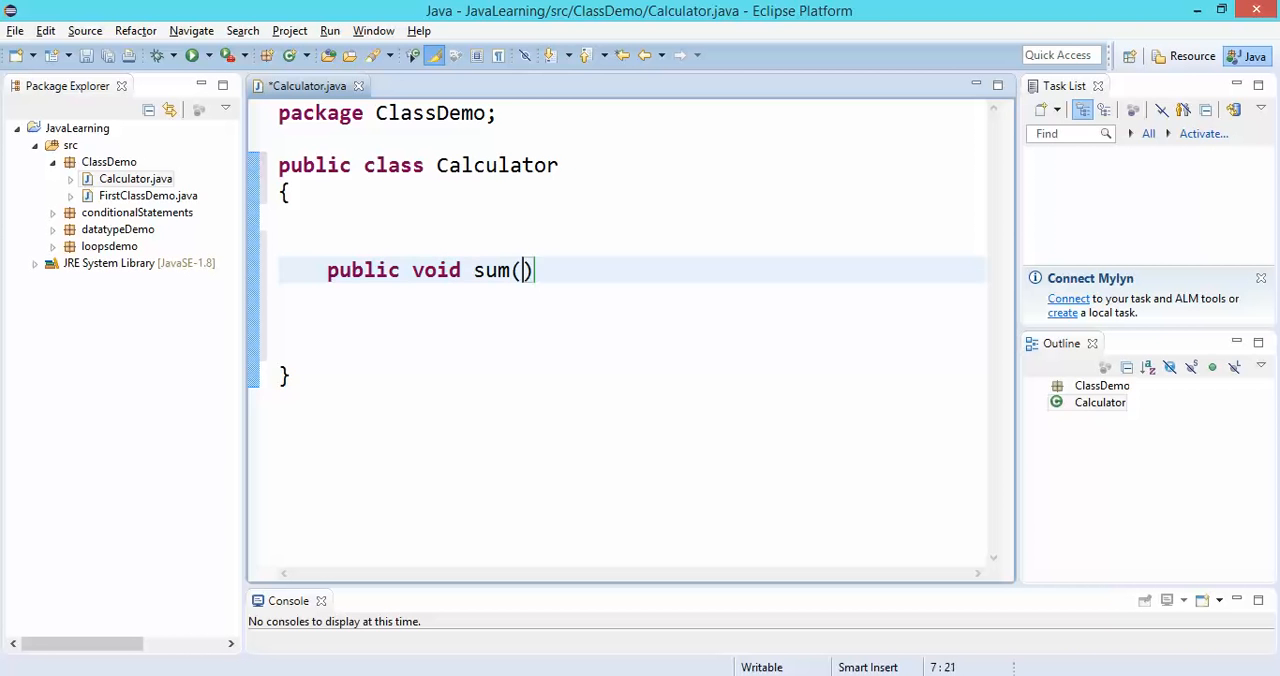 Java - JavaLearning/src/ClassDemo/Calculator.java - Eclipse Platform
File Edit Source Refactor Navigate Search Project Run Window Help
Quick Access
Resource
Java
Package Explorer
JavaLearning
src
ClassDemo
Calculator.java
FirstClassDemo.java
conditionalStatements
datatypeDemo
loopsdemo
JRE System Library [JavaSE-1.8]
*Calculator.java
package ClassDemo;
public class Calculator
{
public void sum()
}
Task List
Find
All
Activate...
Connect Mylyn
Connect to your task and ALM tools or
create a local task.
Outline
ClassDemo
Calculator
Console
No consoles to display at this time.
Writable
Smart Insert
7 : 21